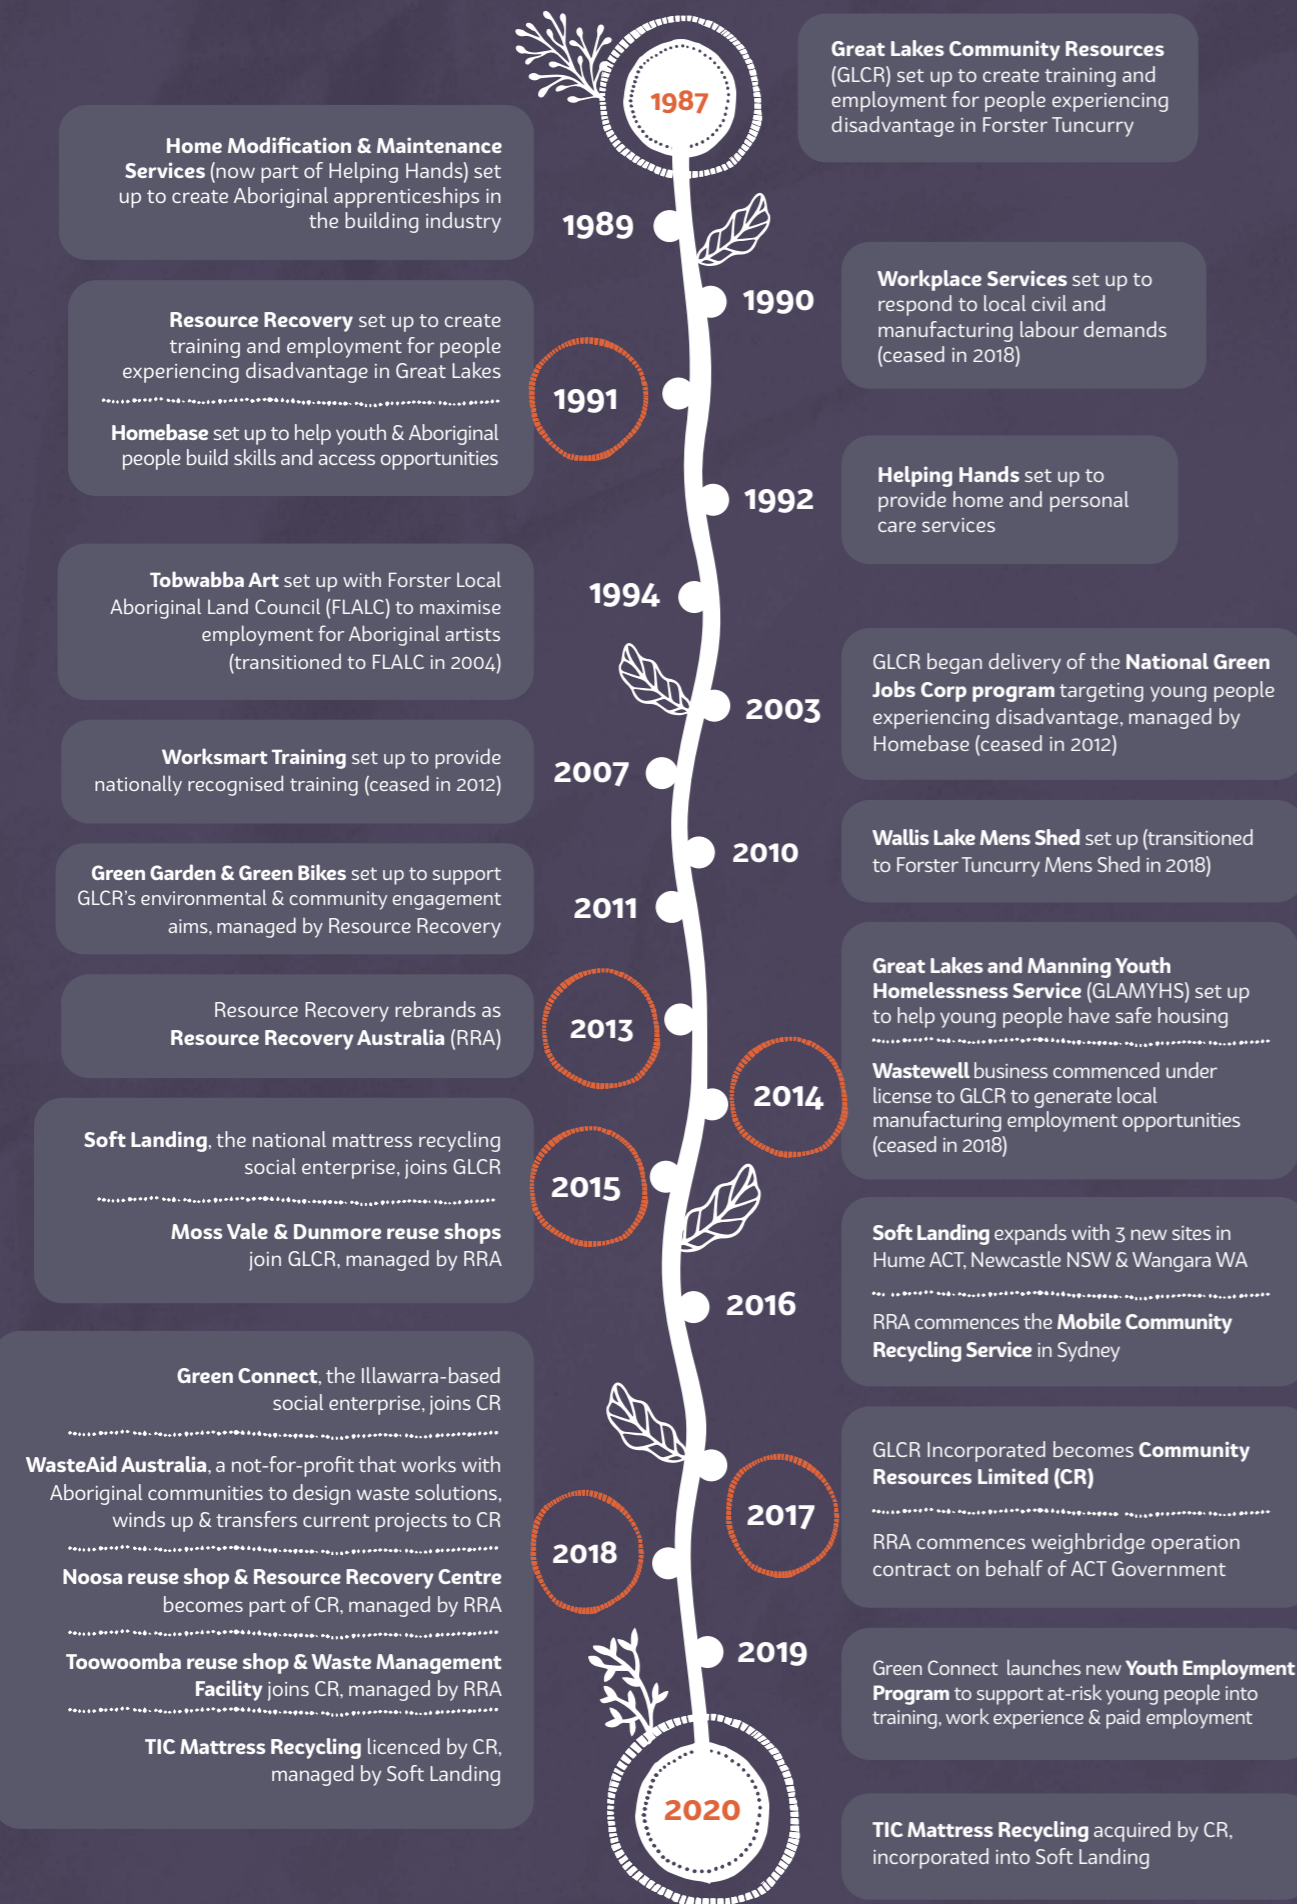 1987
Great Lakes Community Resources
(GLCR) set up to create training and
employment for people experiencing
disadvantage in Forster Tuncurry
Home Modification & Maintenance
Services (now part of Helping Hands) set
up to create Aboriginal apprenticeships in
the building industry
1989
1990
Workplace Services set up to
respond to local civil and
manufacturing labour demands
(ceased in 2018)
Resource Recovery set up to create
training and employment for people
experiencing disadvantage in Great Lakes
Homebase set up to help youth & Aboriginal
people build skills and access opportunities
1991
1992
Helping Hands set up to
provide home and personal
care services
Tobwabba Art set up with Forster Local
Aboriginal Land Council (FLALC) to maximise
employment for Aboriginal artists
(transitioned to FLALC in 2004)
1994
2003
GLCR began delivery of the National Green
Jobs Corp program targeting young people
experiencing disadvantage, managed by
Homebase (ceased in 2012)
Worksmart Training set up to provide
nationally recognised training (ceased in 2012)
2007
2010
Wallis Lake Mens Shed set up (transitioned
to Forster Tuncurry Mens Shed in 2018)
Green Garden & Green Bikes set up to support
GLCR's environmental & community engagement
aims, managed by Resource Recovery
2011
Resource Recovery rebrands as
Resource Recovery Australia (RRA)
2013
2014
Great Lakes and Manning Youth
Homelessness Service (GLAMYHS) set up
to help young people have safe housing
Wastewell business commenced under
license to GLCR to generate local
manufacturing employment opportunities
(ceased in 2018)
Soft Landing, the national mattress recycling
social enterprise, joins GLCR
Moss Vale & Dunmore reuse shops
join GLCR, managed by RRA
2015
2016
Soft Landing expands with 3 new sites in
Hume ACT, Newcastle NSW & Wangara WA
RRA commences the Mobile Community
Recycling Service in Sydney
2017
GLCR Incorporated becomes Community
Resources Limited (CR)
RRA commences weighbridge operation
contract on behalf of ACT Government
Green Connect, the Illawarra-based
social enterprise, joins CR
WasteAid Australia, a not-for-profit that works with
Aboriginal communities to design waste solutions,
winds up & transfers current projects to CR
Noosa reuse shop & Resource Recovery Centre
becomes part of CR, managed by RRA
Toowoomba reuse shop & Waste Management
Facility joins CR, managed by RRA
TIC Mattress Recycling licenced by CR,
managed by Soft Landing
2018
2019
Green Connect launches new Youth Employment
Program to support at-risk young people into
training, work experience & paid employment
2020
TIC Mattress Recycling acquired by CR,
incorporated into Soft Landing